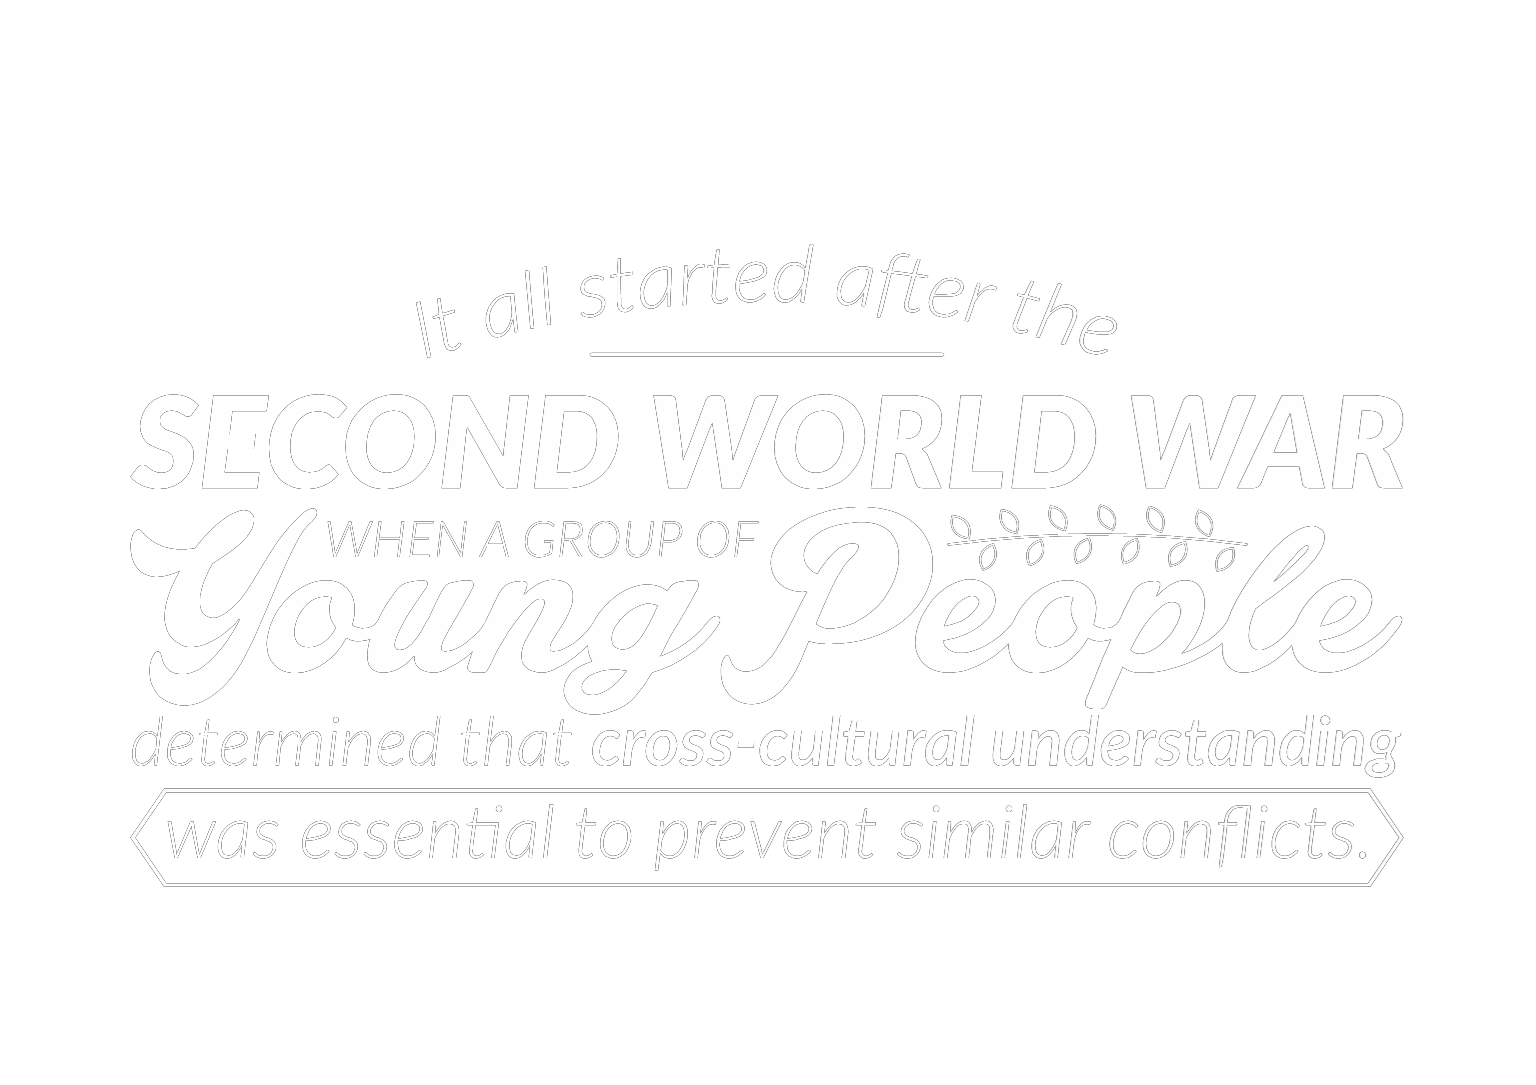 It all started after the
SECOND WORLD WAR
WHEN A GROUP OF
Young People
determined that cross-cultural understanding
was essential to prevent similar conflicts.